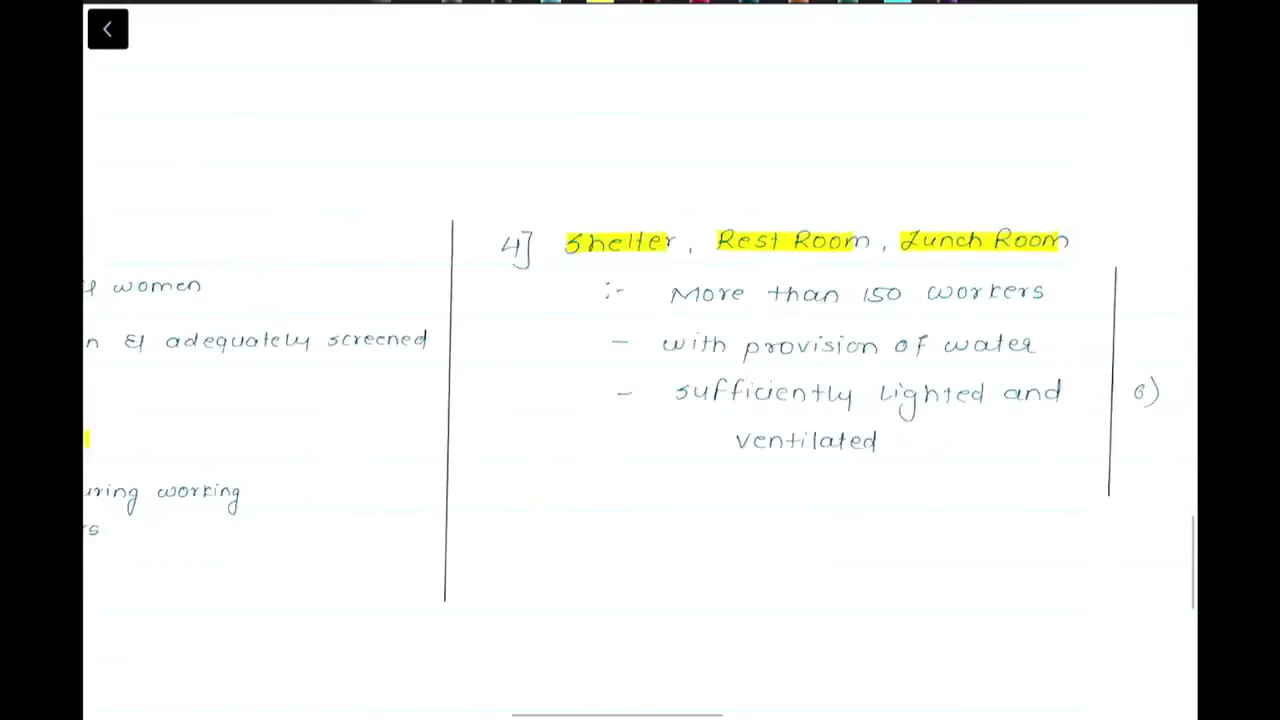 women
n & adequately screened
uring working
rs
4] Shelter, Rest Room, Lunch Room
:- More than 150 workers
- with provision of water
- sufficiently Lighted and
ventilated
6)